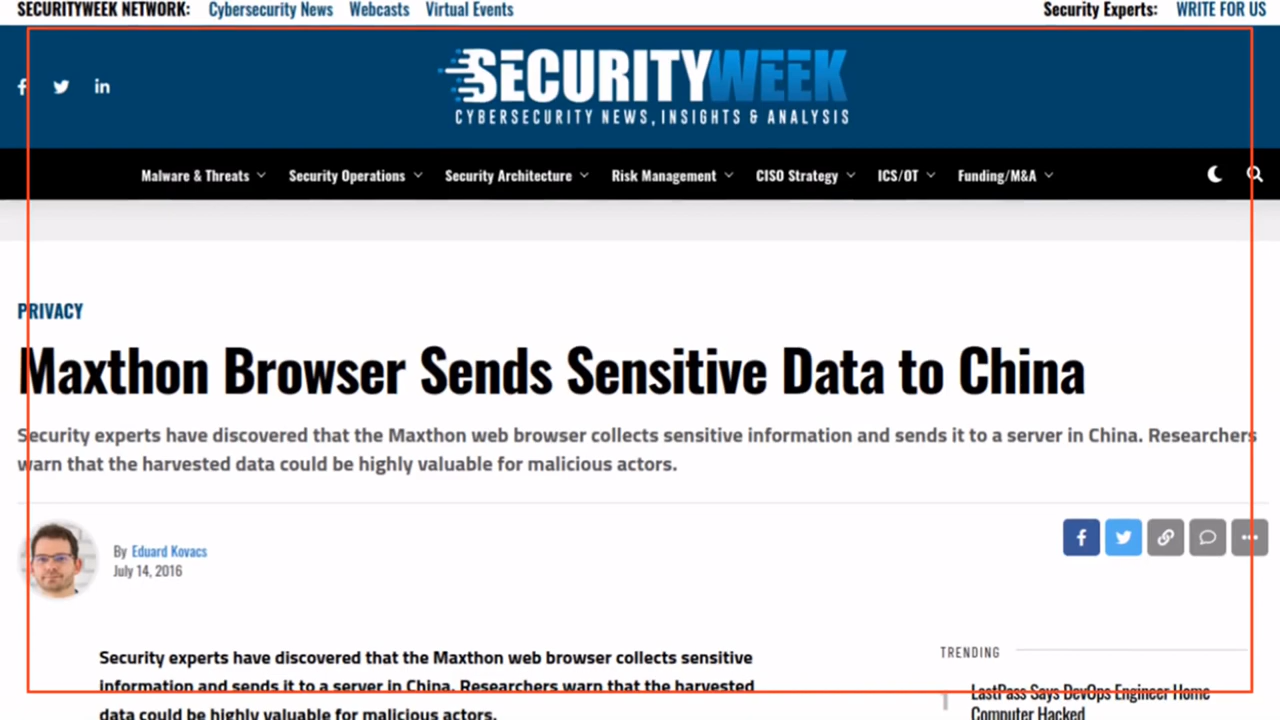 SECURITYWEEK NETWORK: Cybersecurity News Webcasts Virtual Events Security Experts: WRITE FOR US
SECURITYWEEK
CYBERSECURITY NEWS, INSIGHTS & ANALYSIS
Malware & Threats Security Operations Security Architecture Risk Management CISO Strategy ICS/OT Funding/M&A
PRIVACY
Maxthon Browser Sends Sensitive Data to China
Security experts have discovered that the Maxthon web browser collects sensitive information and sends it to a server in China. Researchers
warn that the harvested data could be highly valuable for malicious actors.
By Eduard Kovacs
July 14, 2016
Security experts have discovered that the Maxthon web browser collects sensitive
information and sends it to a server in China. Researchers warn that the harvested
data could be highly valuable for malicious actors.
TRENDING
LastPass Says DevOps Engineer Home
Computer Hacked